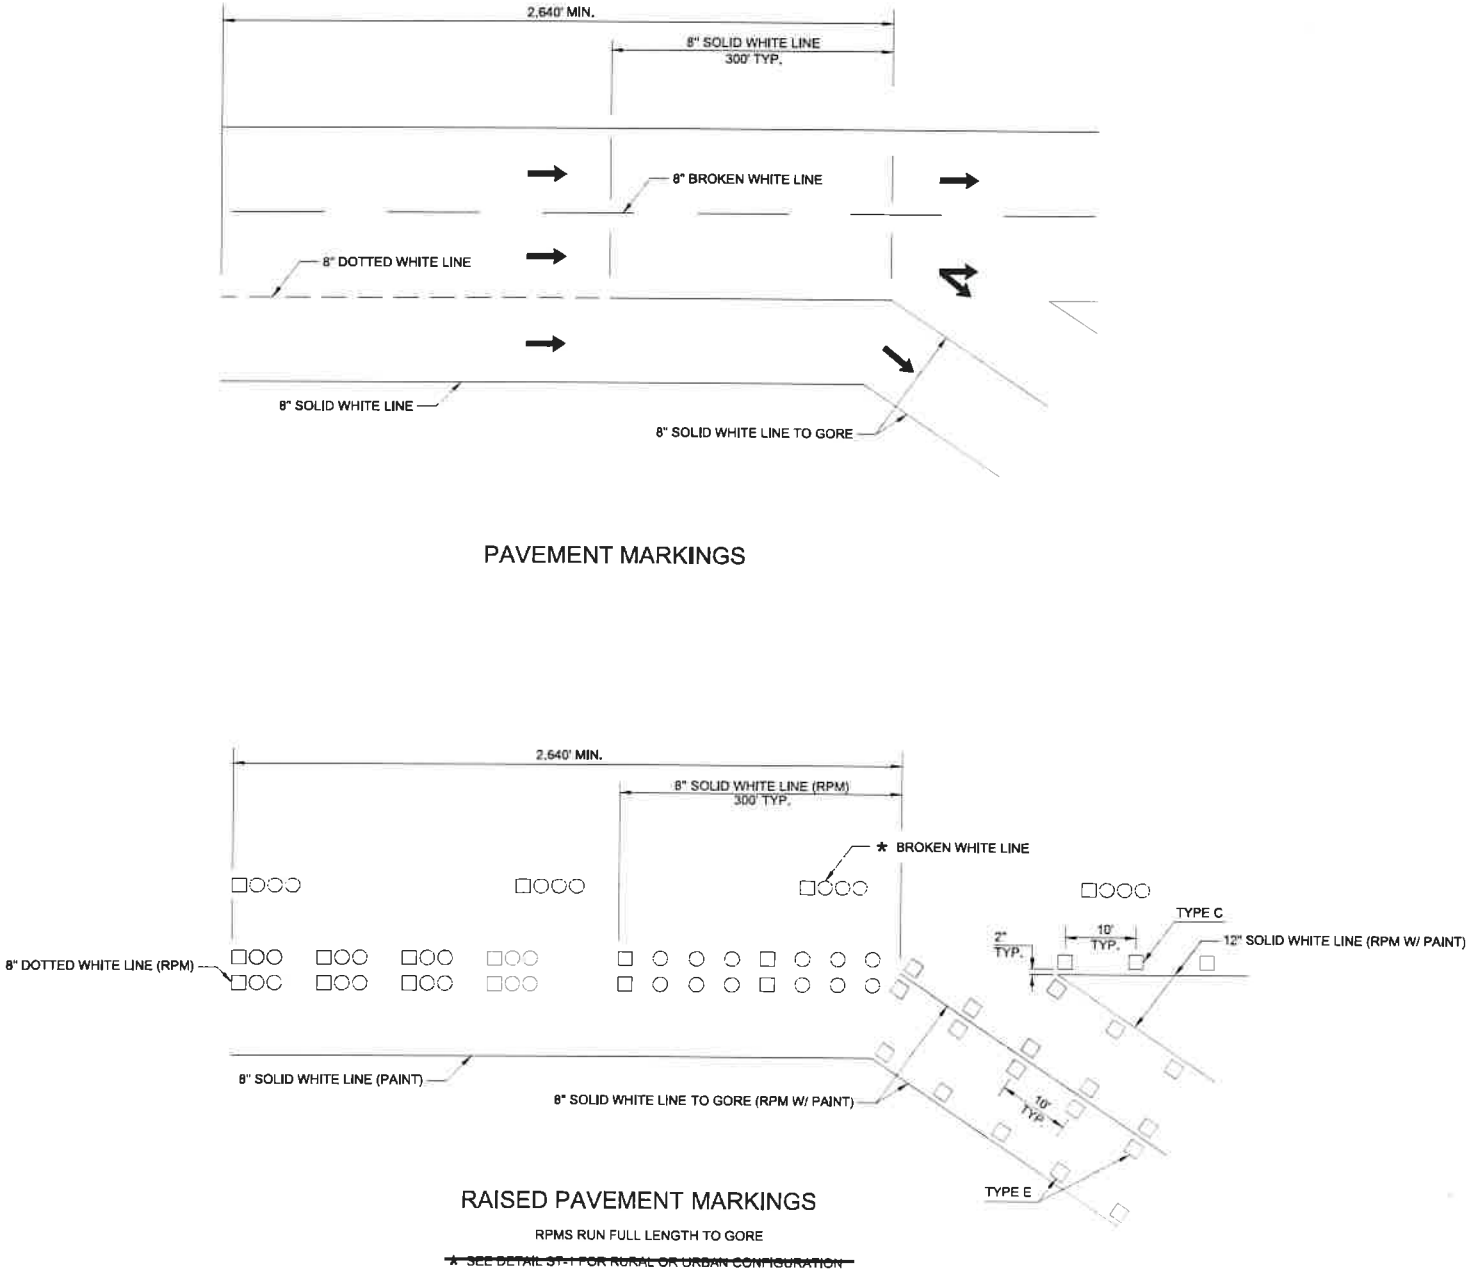 2,640' MIN.
8" SOLID WHITE LINE
300' TYP.
8" BROKEN WHITE LINE
8" DOTTED WHITE LINE
8" SOLID WHITE LINE
8" SOLID WHITE LINE TO GORE
PAVEMENT MARKINGS
2,640' MIN.
8" SOLID WHITE LINE (RPM)
300' TYP.
* BROKEN WHITE LINE
TYPE C
2"
TYP.
10'
TYP.
12" SOLID WHITE LINE (RPM W/ PAINT)
8" DOTTED WHITE LINE (RPM)
8" SOLID WHITE LINE (PAINT)
8" SOLID WHITE LINE TO GORE (RPM W/ PAINT)
10'
TYP.
TYPE E
RAISED PAVEMENT MARKINGS
RPMS RUN FULL LENGTH TO GORE
* SEE DETAIL ST-1 FOR RURAL OR URBAN CONFIGURATION